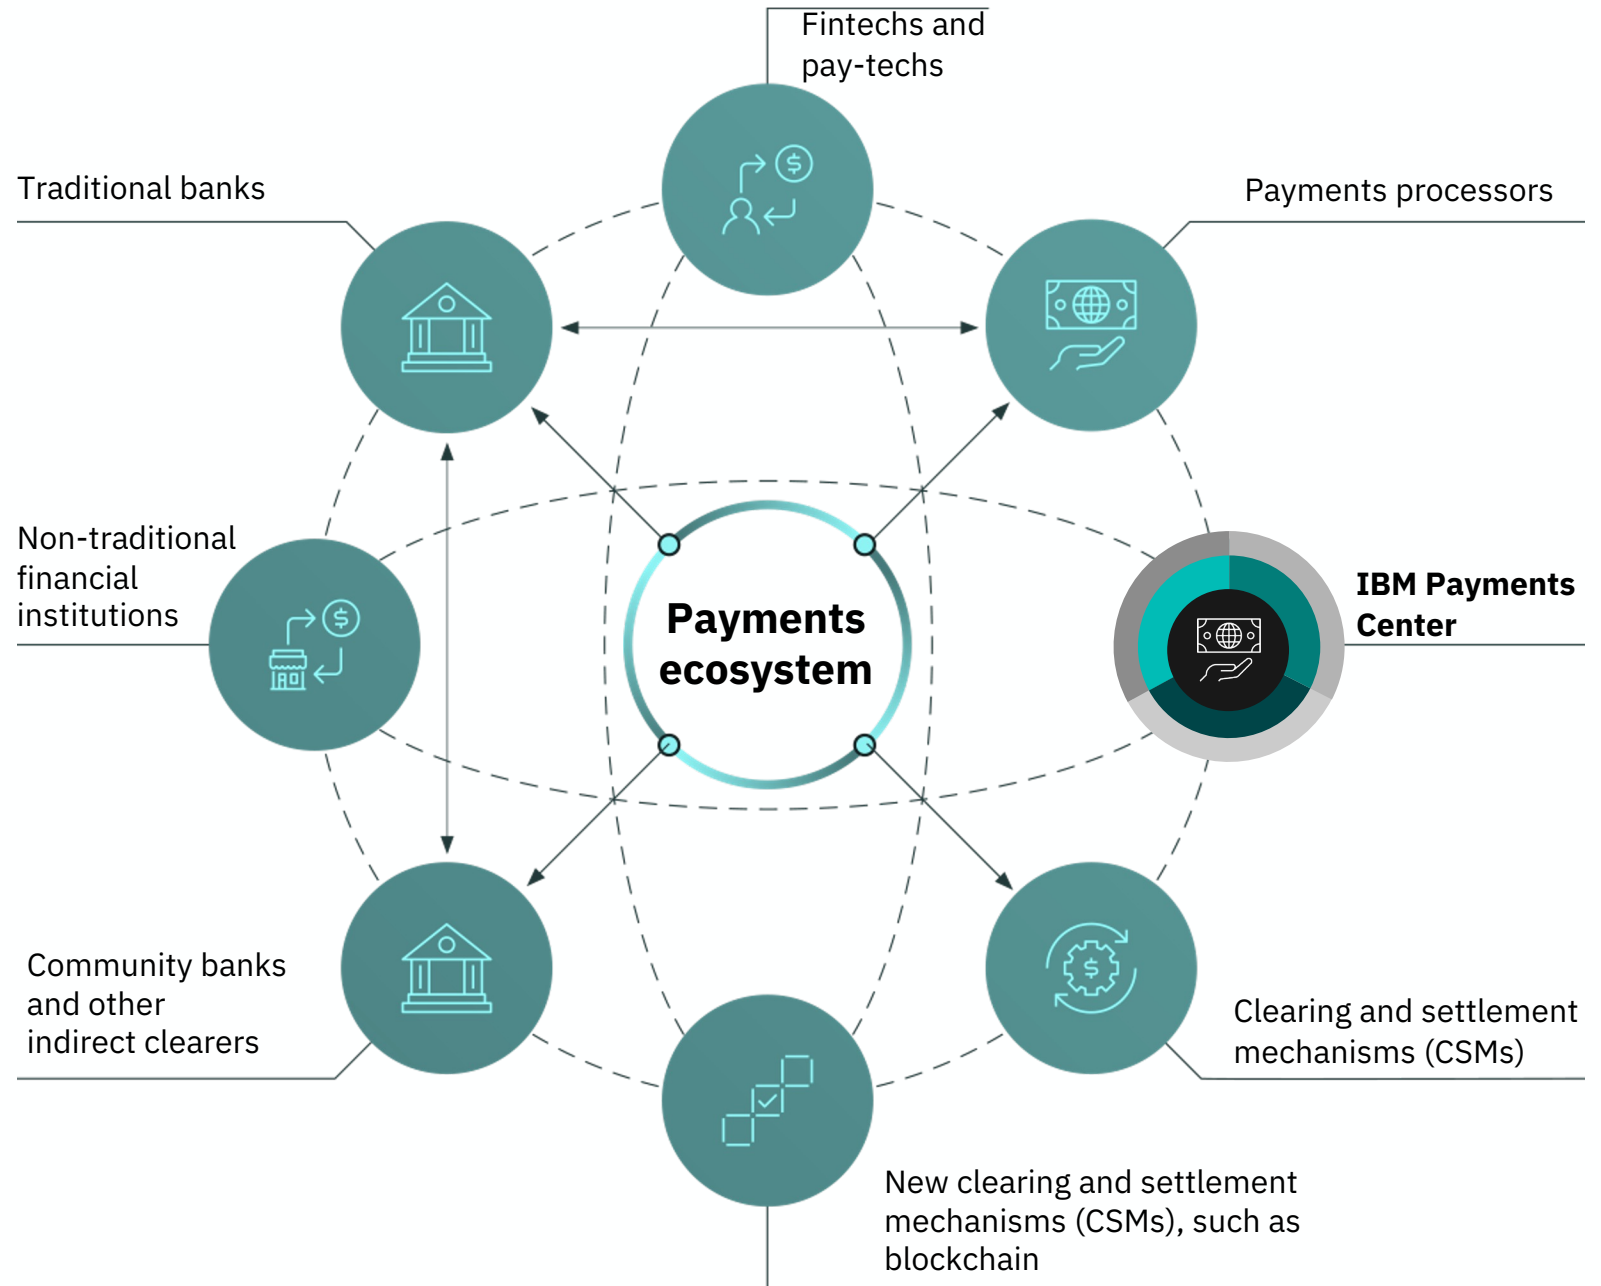 Fintechs and
pay-techs
Traditional banks
Payments processors
Non-traditional
financial
institutions
Payments
ecosystem
IBM Payments
Center
Community banks
and other
indirect clearers
Clearing and settlement
mechanisms (CSMs)
New clearing and settlement
mechanisms (CSMs), such as
blockchain